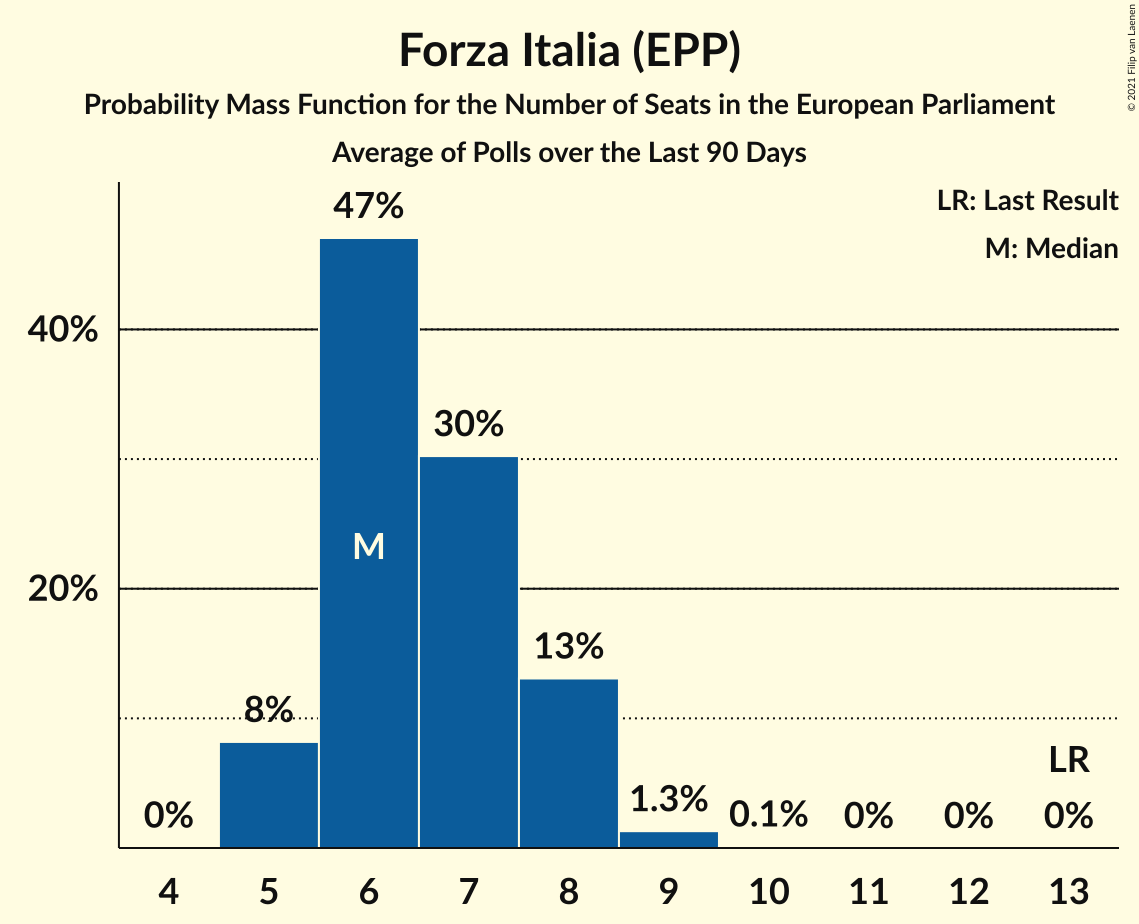 Forza Italia (EPP)
Probability Mass Function for the Number of Seats in the European Parliament
Average of Polls over the Last 90 Days
© 2021 Filip van Laenen
LR: Last Result
M: Median
40%
20%
0%
8%
47%
M
30%
13%
1.3%
0.1%
0%
0%
LR
0%
4 5 6 7 8 9 10 11 12 13